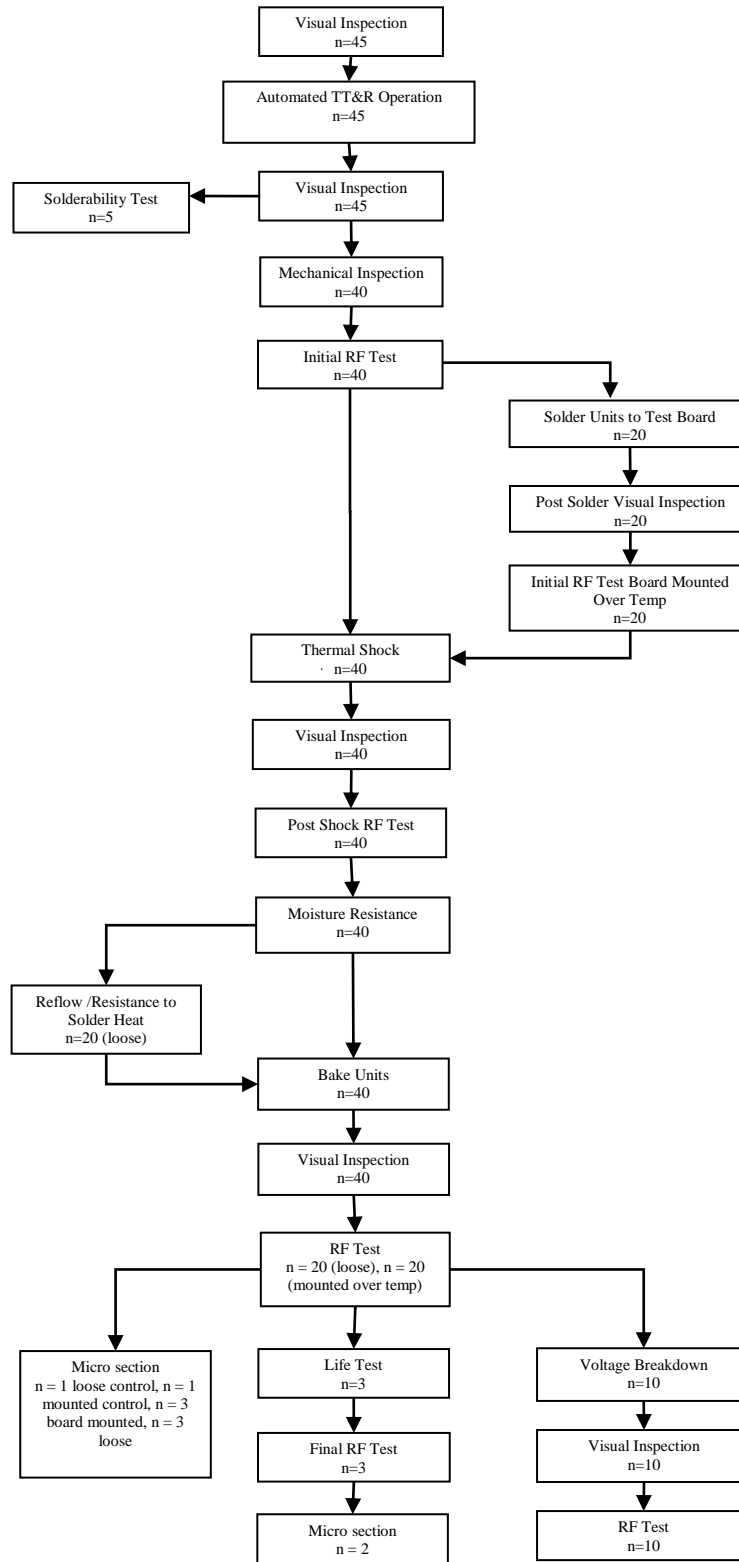 Visual Inspection
n=45
Automated TT&R Operation
n=45
Visual Inspection
n=45
Solderability Test
n=5
Mechanical Inspection
n=40
Initial RF Test
n=40
Solder Units to Test Board
n=20
Post Solder Visual Inspection
n=20
Initial RF Test Board Mounted
Over Temp
n=20
Thermal Shock
n=40
Visual Inspection
n=40
Post Shock RF Test
n=40
Moisture Resistance
n=40
Reflow /Resistance to
Solder Heat
n=20 (loose)
Bake Units
n=40
Visual Inspection
n=40
RF Test
n = 20 (loose), n = 20
(mounted over temp)
Micro section
n = 1 loose control, n = 1
mounted control, n = 3
board mounted, n = 3
loose
Life Test
n=3
Final RF Test
n=3
Micro section
n = 2
Voltage Breakdown
n=10
Visual Inspection
n=10
RF Test
n=10